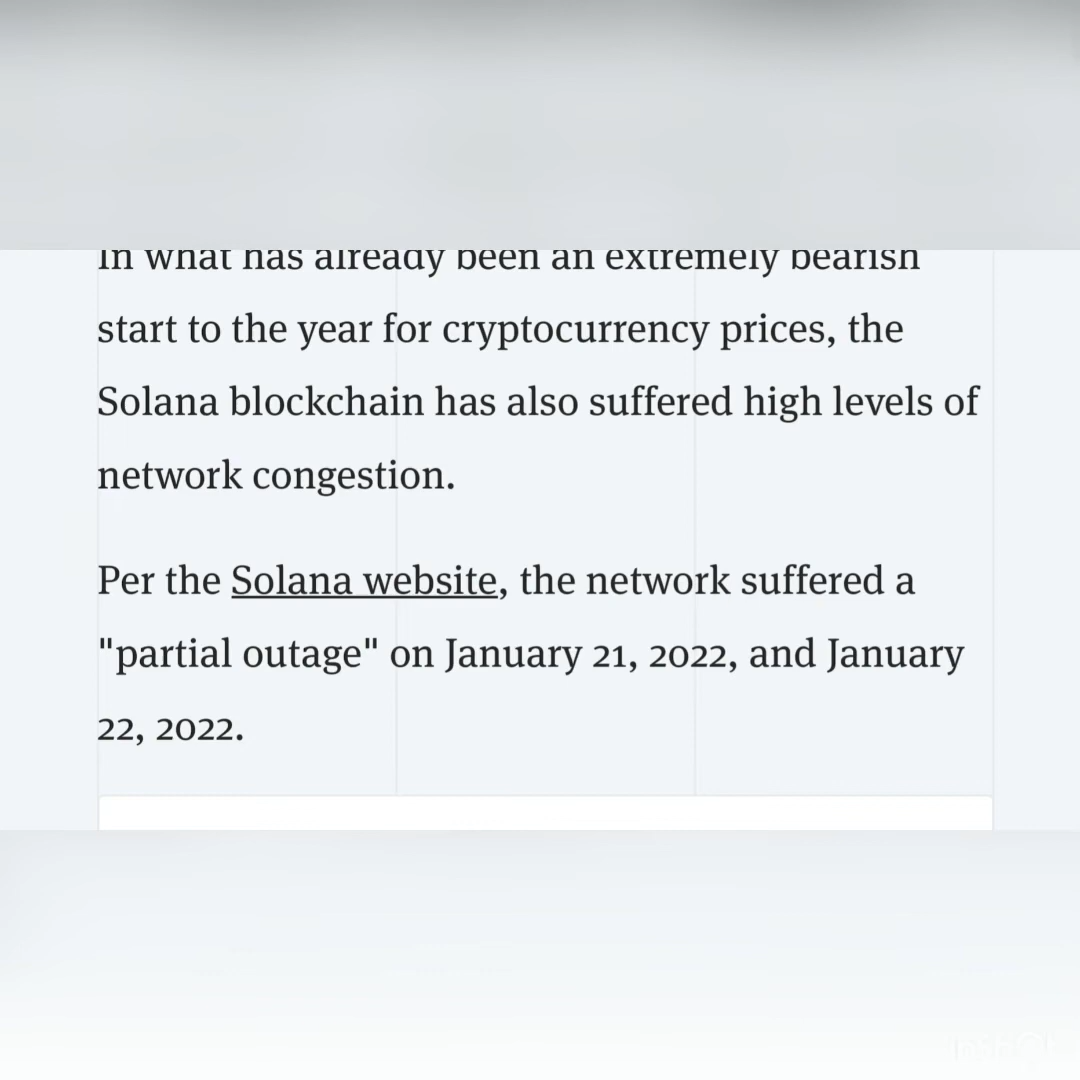 In what has already been an extremely bearish
start to the year for cryptocurrency prices, the
Solana blockchain has also suffered high levels of
network congestion.
Per the Solana website, the network suffered a
"partial outage" on January 21, 2022, and January
22, 2022.